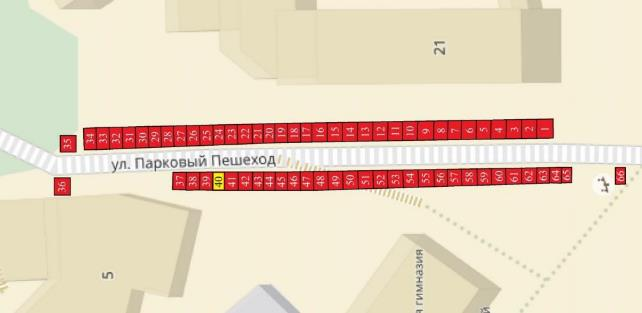 21
35 34 33 32 31 30 29 28 27 26 25 24 23 22 21 20 19 18 17 16 15 14 13 12 11 10 9 8 7 6 5 4 3 2 1
ул. Парковый Пешеход
36 37 38 39 40 41 42 43 44 45 46 47 48 49 50 51 52 53 54 55 56 57 58 59 60 61 62 63 64 65 66
5
я гимназия
й